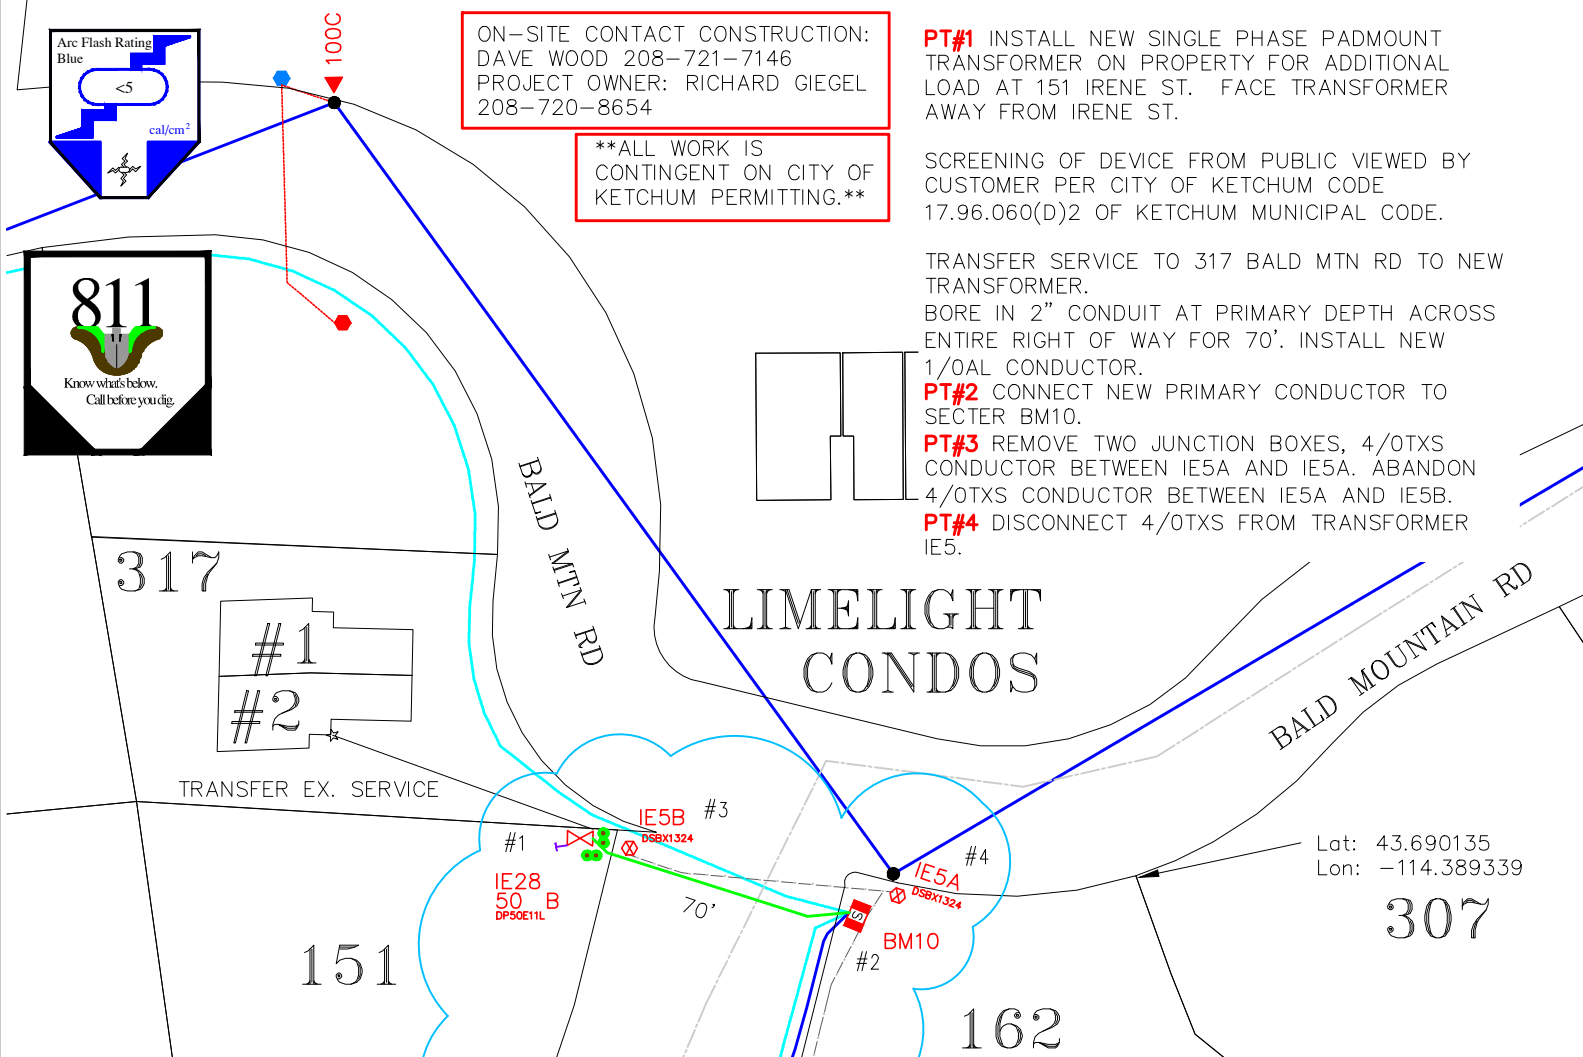 Arc Flash Rating
Blue
<5
cal/cm²
100C
ON-SITE CONTACT CONSTRUCTION:
DAVE WOOD 208-721-7146
PROJECT OWNER: RICHARD GIEGEL
208-720-8654
**ALL WORK IS
CONTINGENT ON CITY OF
KETCHUM PERMITTING.**
PT#1 INSTALL NEW SINGLE PHASE PADMOUNT
TRANSFORMER ON PROPERTY FOR ADDITIONAL
LOAD AT 151 IRENE ST. FACE TRANSFORMER
AWAY FROM IRENE ST.
SCREENING OF DEVICE FROM PUBLIC VIEWED BY
CUSTOMER PER CITY OF KETCHUM CODE
17.96.060(D)2 OF KETCHUM MUNICIPAL CODE.
TRANSFER SERVICE TO 317 BALD MTN RD TO NEW
TRANSFORMER.
BORE IN 2" CONDUIT AT PRIMARY DEPTH ACROSS
ENTIRE RIGHT OF WAY FOR 70'. INSTALL NEW
1/0AL CONDUCTOR.
PT#2 CONNECT NEW PRIMARY CONDUCTOR TO
SECTER BM10.
PT#3 REMOVE TWO JUNCTION BOXES, 4/0TXS
CONDUCTOR BETWEEN IE5A AND IE5A. ABANDON
4/0TXS CONDUCTOR BETWEEN IE5A AND IE5B.
PT#4 DISCONNECT 4/0TXS FROM TRANSFORMER
IE5.
811
Know what's below.
Call before you dig.
BALD MTN RD
317
#1
#2
LIMELIGHT
CONDOS
BALD MOUNTAIN RD
TRANSFER EX. SERVICE
IE5B
DSBX1324
#3
#1
IE28
50 B
DP50E11L
70'
IE5A
DSBX1324
#4
S
BM10
#2
Lat: 43.690135
Lon: -114.389339
307
151
162